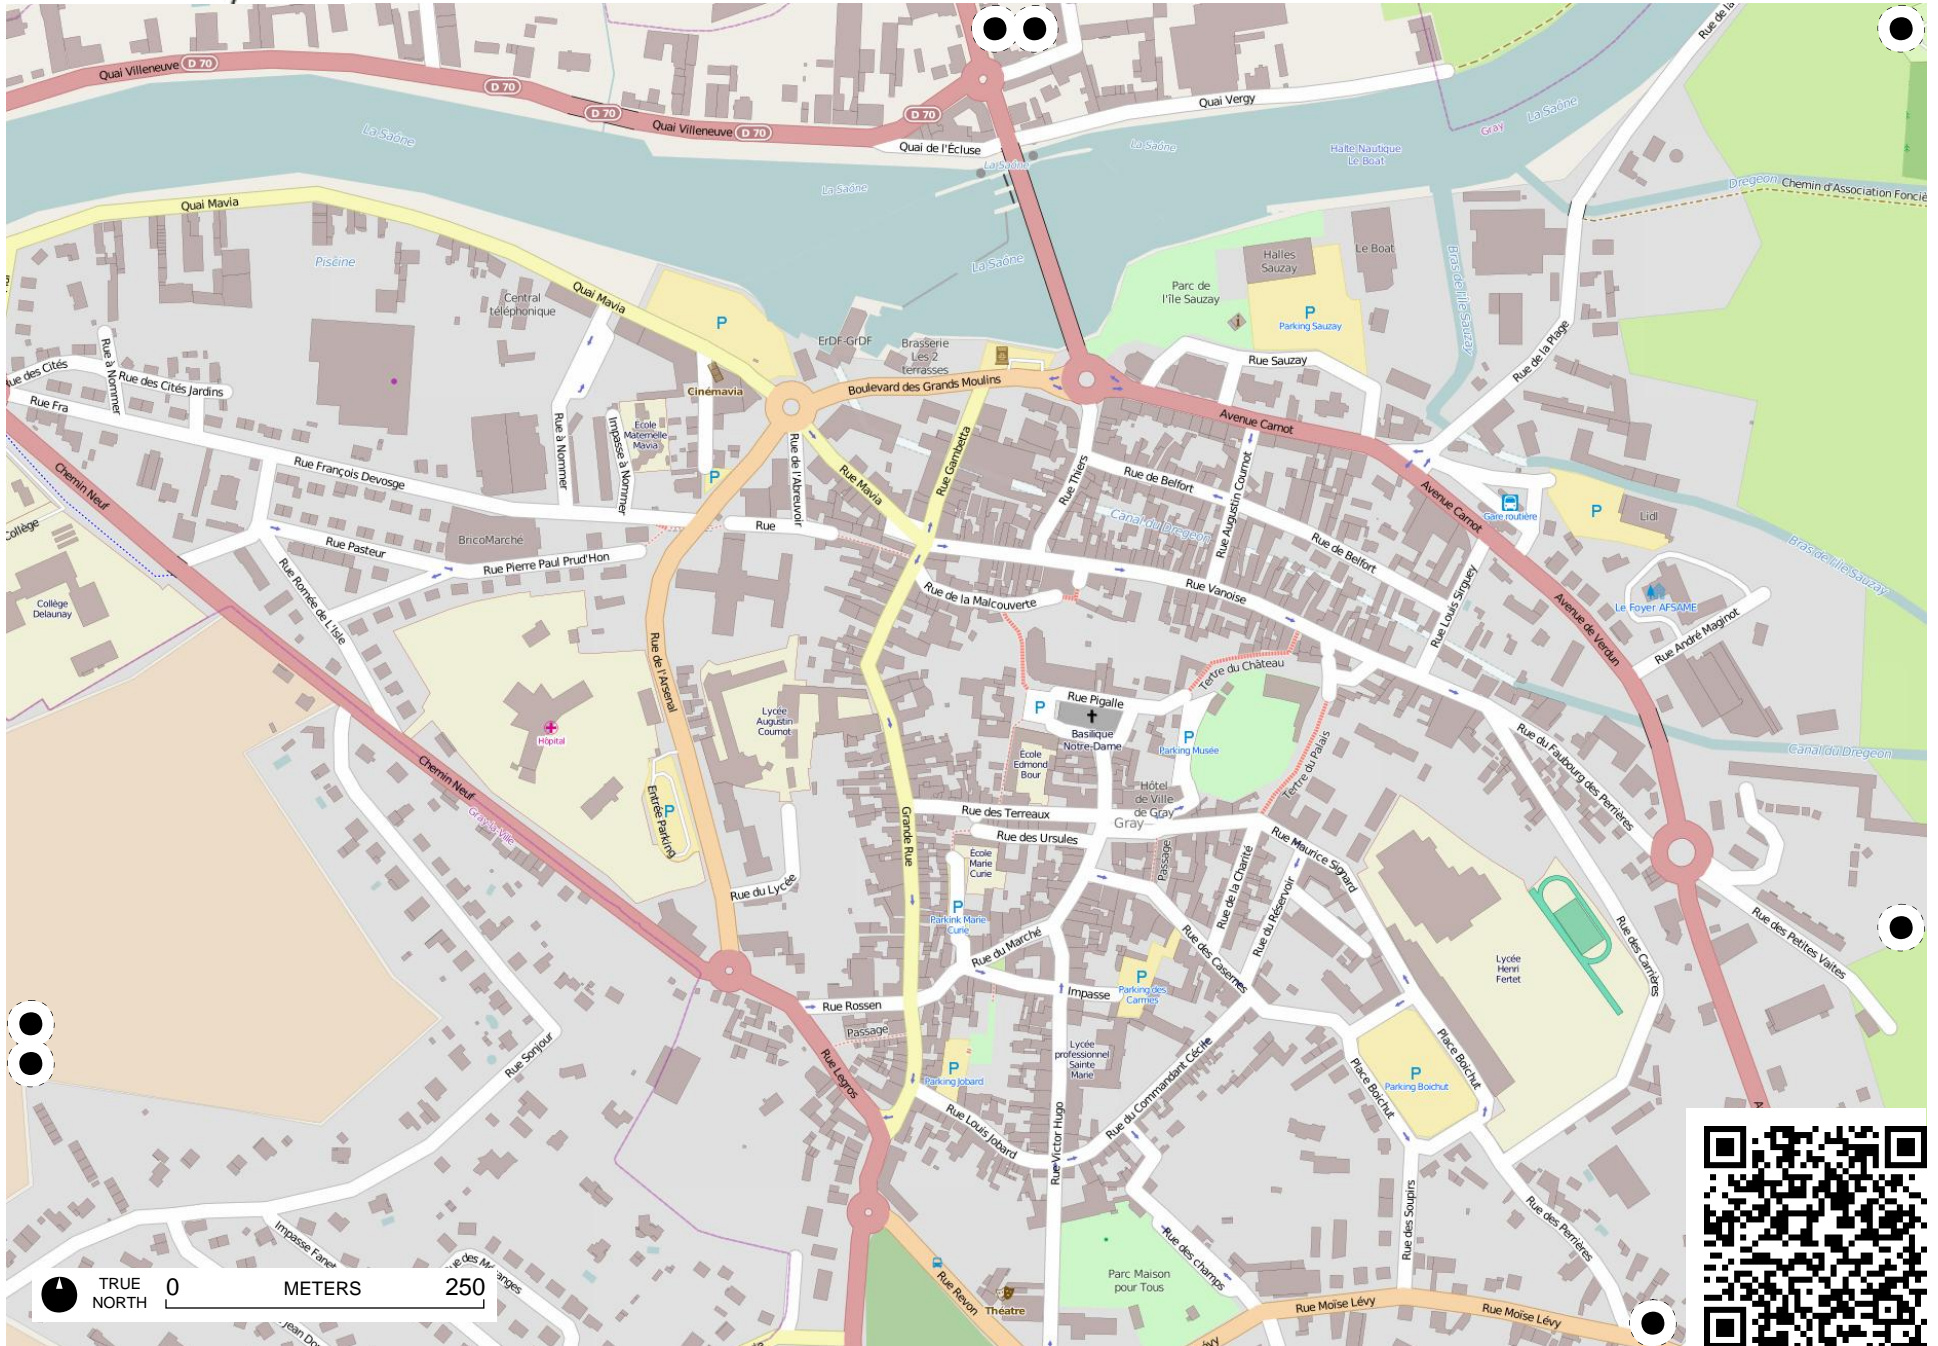 Quai Villeneuve
D 70
D 70
D 70
Quai Villeneuve
D 70
D 70
Quai de l'Écluse
Quai Vergy
La Saône
La Saône
La Saône
La Saône
La Saône
La Saône
Gray
Halte Nautique
Le Boat
Rue de la
Dregeon
Chemin d'Association Fonciè
Quai Mavia
Piscine
Quai Mavia
Central
téléphonique
ErDF-GrDF
Brasserie
Les 2
terrasses
Parc de
l'île Sauzay
Halles
Sauzay
Le Boat
P
Parking Sauzay
Bras de l'île Sauzay
Rue de la Plage
Rue Sauzay
P
Cinémavia
Boulevard des Grands Moulins
Avenue Carnot
Rue des Cités
Rue à Nommer
Rue des Cités Jardins
Rue Fra
Rue François Devosge
Rue à Nommer
Impasse à Nommer
École
Maternelle
Mavia
P
Rue de l'Abreuvoir
Rue Mavia
Rue Gambetta
Rue Thiers
Rue de Belfort
Rue Augustin Cournot
Canal du Dregeon
Rue de Belfort
Avenue Carnot
Gare routière
P
Lidl
Bras de l'île Sauzay
Chemin Neuf
Collège
BricoMarché
Rue Pasteur
Rue Pierre Paul Prud'Hon
Rue
Rue de la Malcouverte
Rue Vanoise
Rue Louis Sirguey
Avenue de Verdun
Le Foyer AFSAME
Rue André Maginot
Collège
Delaunay
Rue Romée de L'Isle
Rue de l'Arsenal
Hôpital
Lycée
Augustin
Cournot
Rue Pigalle
P
Basilique
Notre-Dame
Tertre du Château
P
Parking Musée
Tertre du Palais
Rue du Faubourg des Perrières
Canal du Dregeon
École
Edmond
Bour
Hôtel
de Ville
de Gray
Gray
Chemin Neuf
Gray-la-Ville
Entrée Parking
P
Grande Rue
Rue des Terreaux
Rue des Ursules
Passage
Rue Maurice Signard
Rue de la Charité
Rue du Réservoir
École
Marie
Curie
P
Parkink Marie
Curie
Rue du Lycée
Rue du Marché
Rue des Casernes
Impasse
P
Parking des
Carmes
Lycée
Henri
Fertet
Rue des Carrières
Rue des Petites Vaites
Rue Rossen
Passage
Rue Legros
P
Parking Jobard
Lycée
professionnel
Sainte
Marie
Rue du Commandant Cécile
Place Boichut
Place Boichut
P
Parking Boichut
Rue Sonjour
Rue Louis Jobard
Rue Victor Hugo
Rue des Soupirs
Rue des Perrières
Rue des champs
Impasse Fanet
Rue Revon
Théatre
Parc Maison
pour Tous
Rue Moïse Lévy
Rue Moïse Lévy
TRUE
NORTH
0
METERS
250